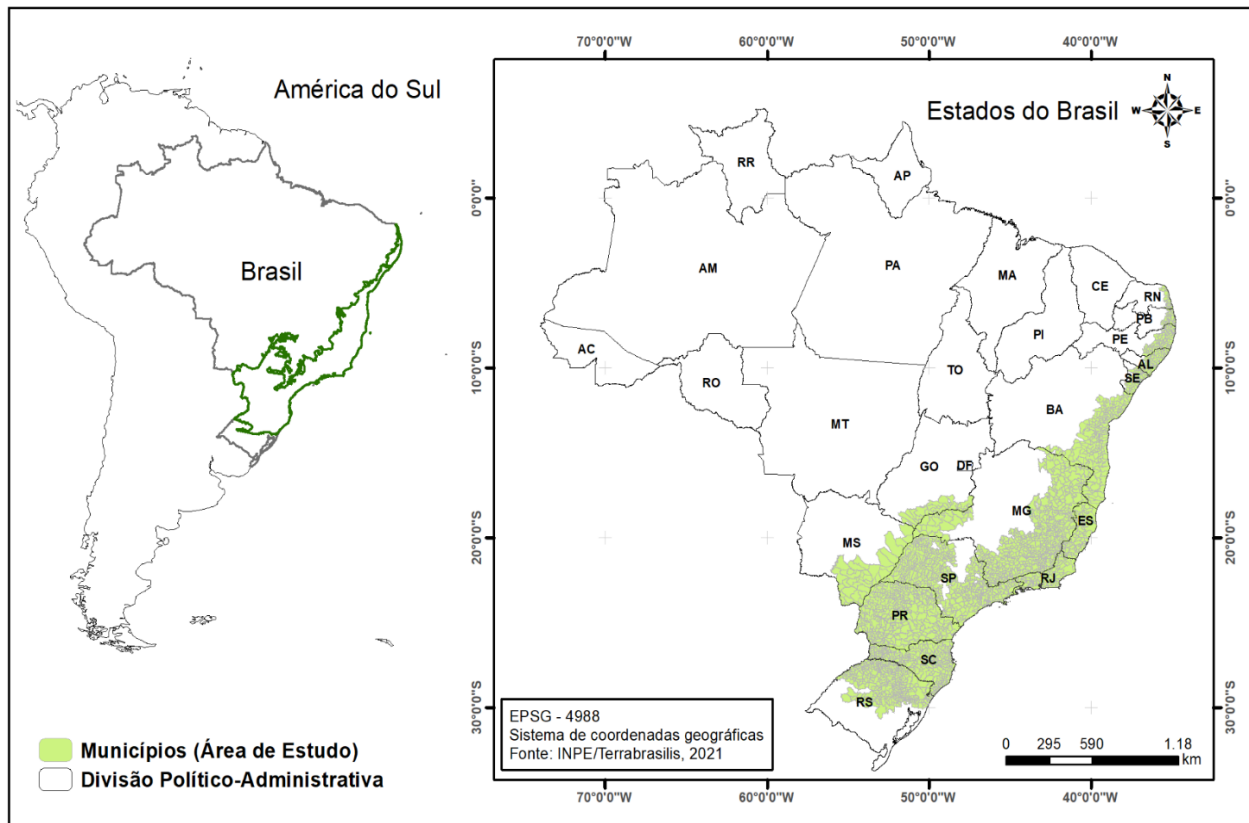 América do Sul
Brasil
Municípios (Área de Estudo)
Divisão Político-Administrativa
70°0'0"W 60°0'0"W 50°0'0"W 40°0'0"W
Estados do Brasil
N
W E
S
0°0'0"
10°0'0"S
20°0'0"S
30°0'0"S
RR
AP
AM
PA
MA
CE
RN
PB
PI
PE
AC
AL
TO
SE
RO
BA
MT
GO
DF
MG
ES
MS
SP
RJ
PR
SC
RS
0°0'0"
10°0'0"S
20°0'0"S
30°0'0"S
EPSG - 4988
Sistema de coordenadas geográficas
Fonte: INPE/Terrabrasilis, 2021
0 295 590 1.18
km
70°0'0"W 60°0'0"W 50°0'0"W 40°0'0"W